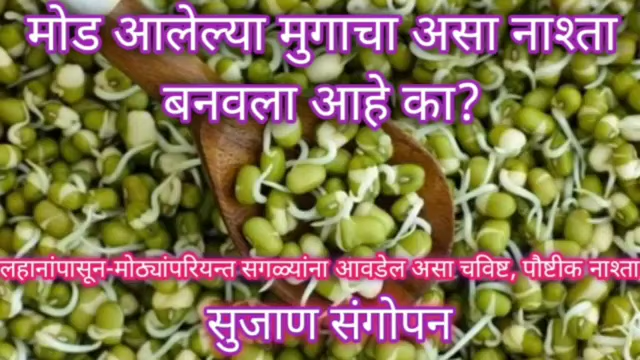 मोड आलेल्या मुगाचा असा नाश्ता
बनवला आहे का?
लहानांपासून-मोठ्यांपरियन्त सगळ्यांना आवडेल असा चविष्ट, पौष्टीक नाश्ता
सुजाण संगोपन